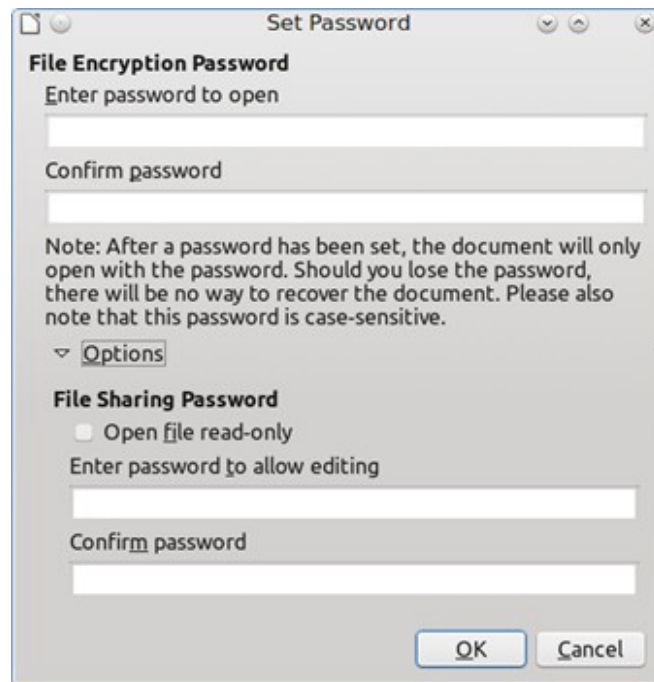 Set Password
File Encryption Password
Enter password to open
Confirm password
Note: After a password has been set, the document will only
open with the password. Should you lose the password,
there will be no way to recover the document. Please also
note that this password is case-sensitive.
Options
File Sharing Password
Open file read-only
Enter password to allow editing
Confirm password
OK Cancel